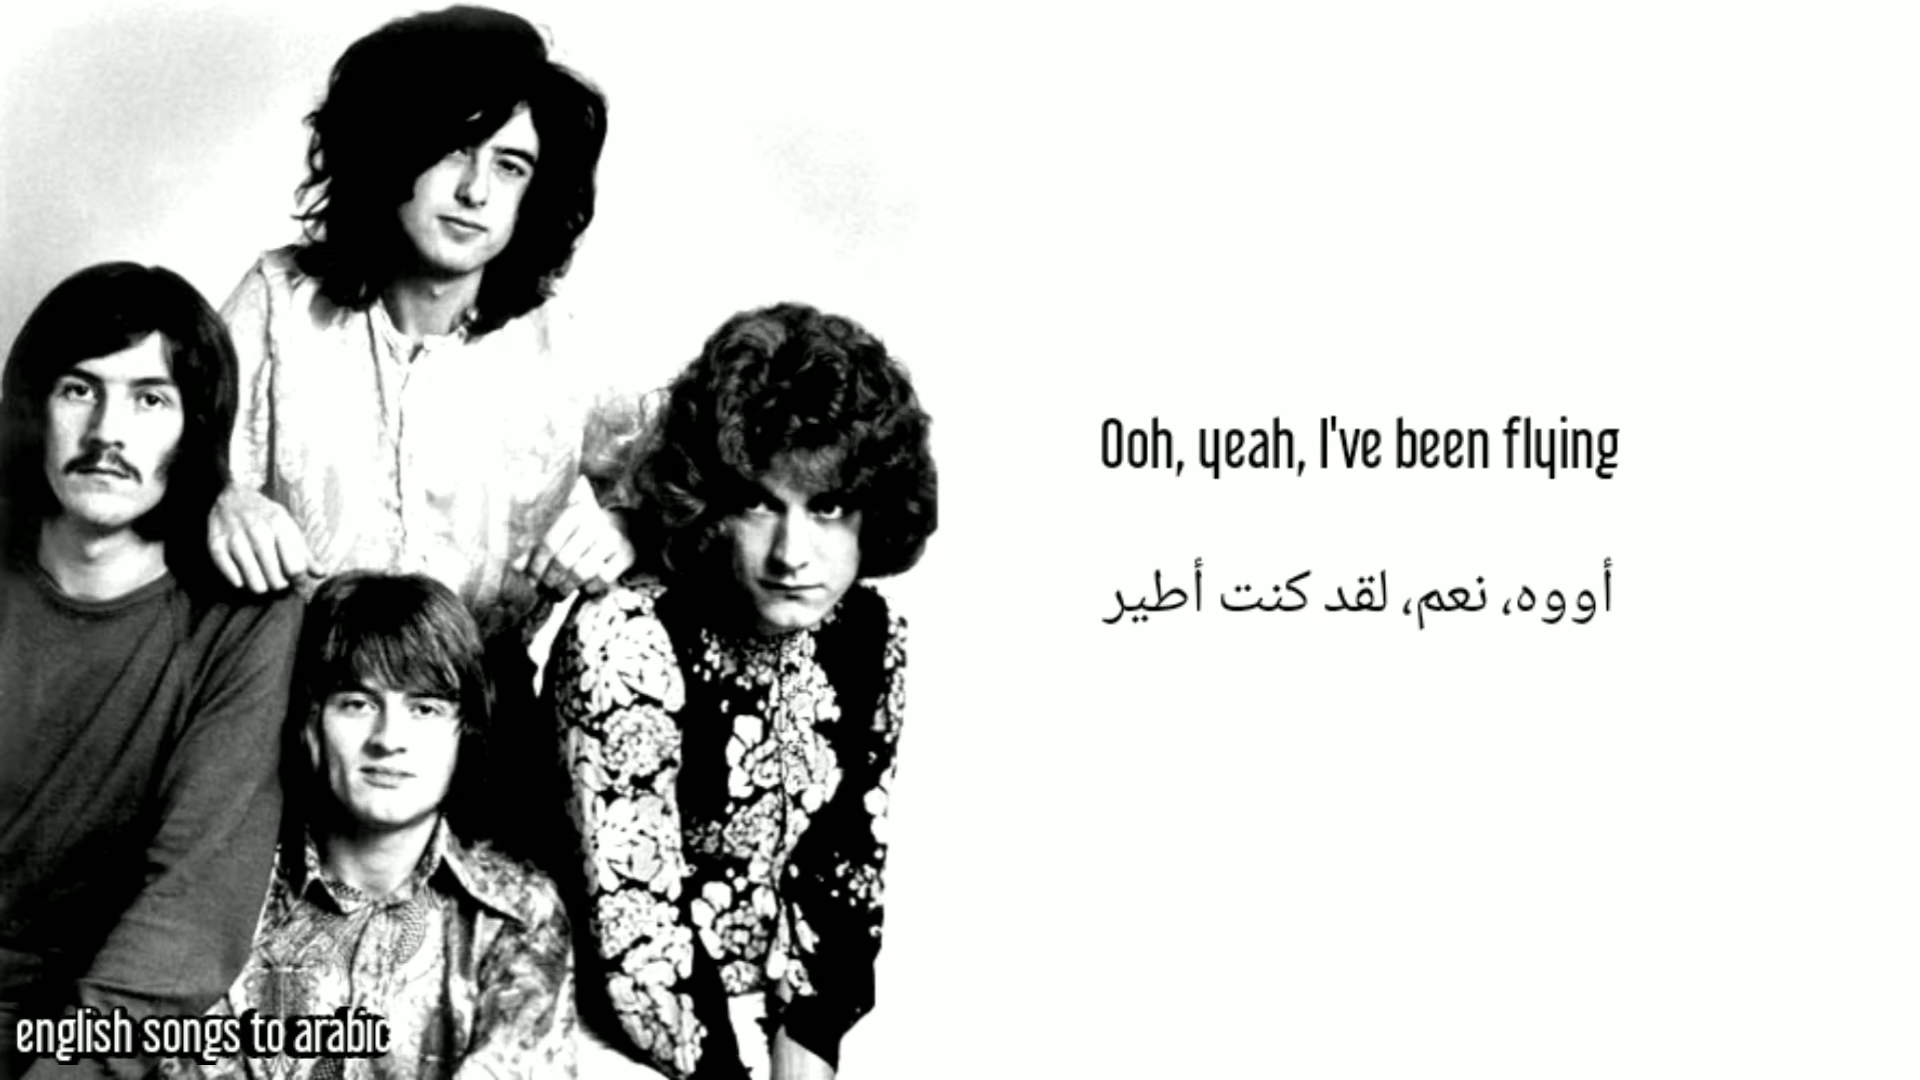 Ooh, yeah, I've been flying
أووه، نعم، لقد كنت أطير
english songs to arabic